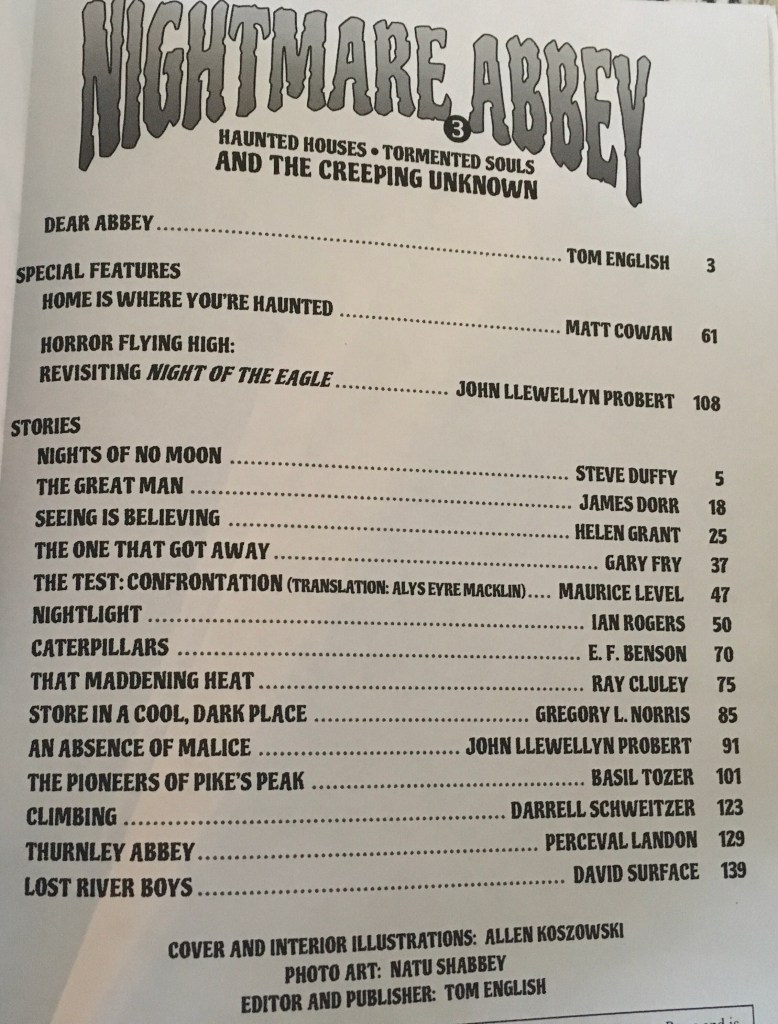 NIGHTMARE ABBEY
3
HAUNTED HOUSES • TORMENTED SOULS
AND THE CREEPING UNKNOWN
DEAR ABBEY .......... TOM ENGLISH 3
SPECIAL FEATURES
HOME IS WHERE YOU'RE HAUNTED .......... MATT COWAN 61
HORROR FLYING HIGH:
REVISITING NIGHT OF THE EAGLE .......... JOHN LLEWELLYN PROBERT 108
STORIES
NIGHTS OF NO MOON .......... STEVE DUFFY 5
THE GREAT MAN .......... JAMES DORR 18
SEEING IS BELIEVING .......... HELEN GRANT 25
THE ONE THAT GOT AWAY .......... GARY FRY 37
THE TEST: CONFRONTATION (TRANSLATION: ALYS EYRE MACKLIN) .... MAURICE LEVEL 47
NIGHTLIGHT .......... IAN ROGERS 50
CATERPILLARS .......... E. F. BENSON 70
THAT MADDENING HEAT .......... RAY CLULEY 75
STORE IN A COOL, DARK PLACE .......... GREGORY L. NORRIS 85
AN ABSENCE OF MALICE .......... JOHN LLEWELLYN PROBERT 91
THE PIONEERS OF PIKE'S PEAK .......... BASIL TOZER 101
CLIMBING .......... DARRELL SCHWEITZER 123
THURNLEY ABBEY .......... PERCEVAL LANDON 129
LOST RIVER BOYS .......... DAVID SURFACE 139
COVER AND INTERIOR ILLUSTRATIONS: ALLEN KOSZOWSKI
PHOTO ART: NATU SHABBEY
EDITOR AND PUBLISHER: TOM ENGLISH